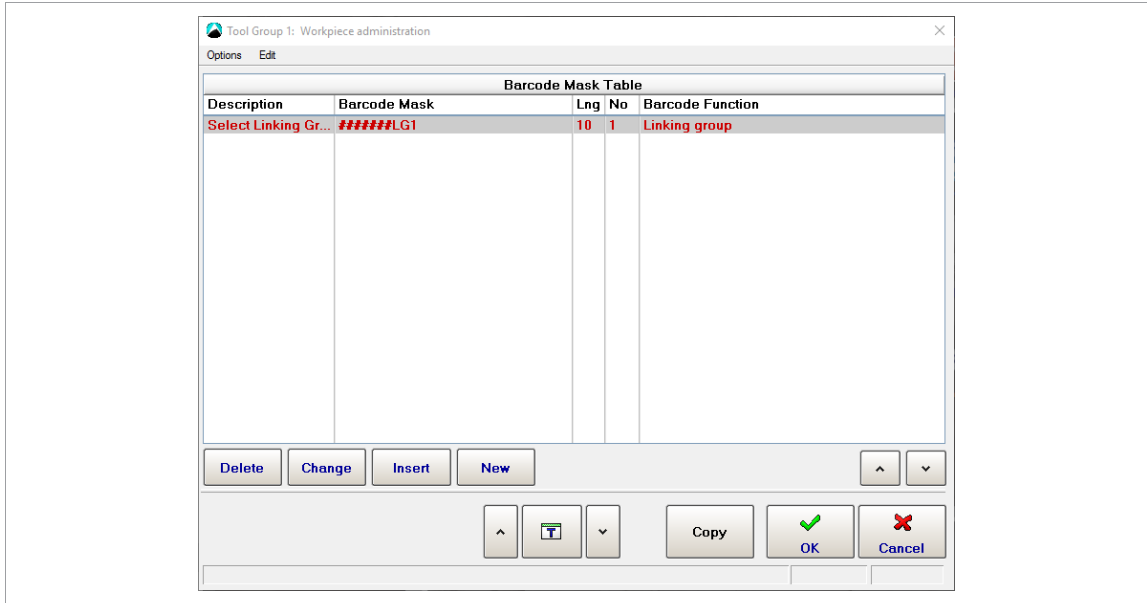 Tool Group 1: Workpiece administration
Options Edit
Barcode Mask Table
Description Barcode Mask Lng No Barcode Function
Select Linking Gr... #######LG1 10 1 Linking group
Delete Change Insert New
T Copy OK Cancel